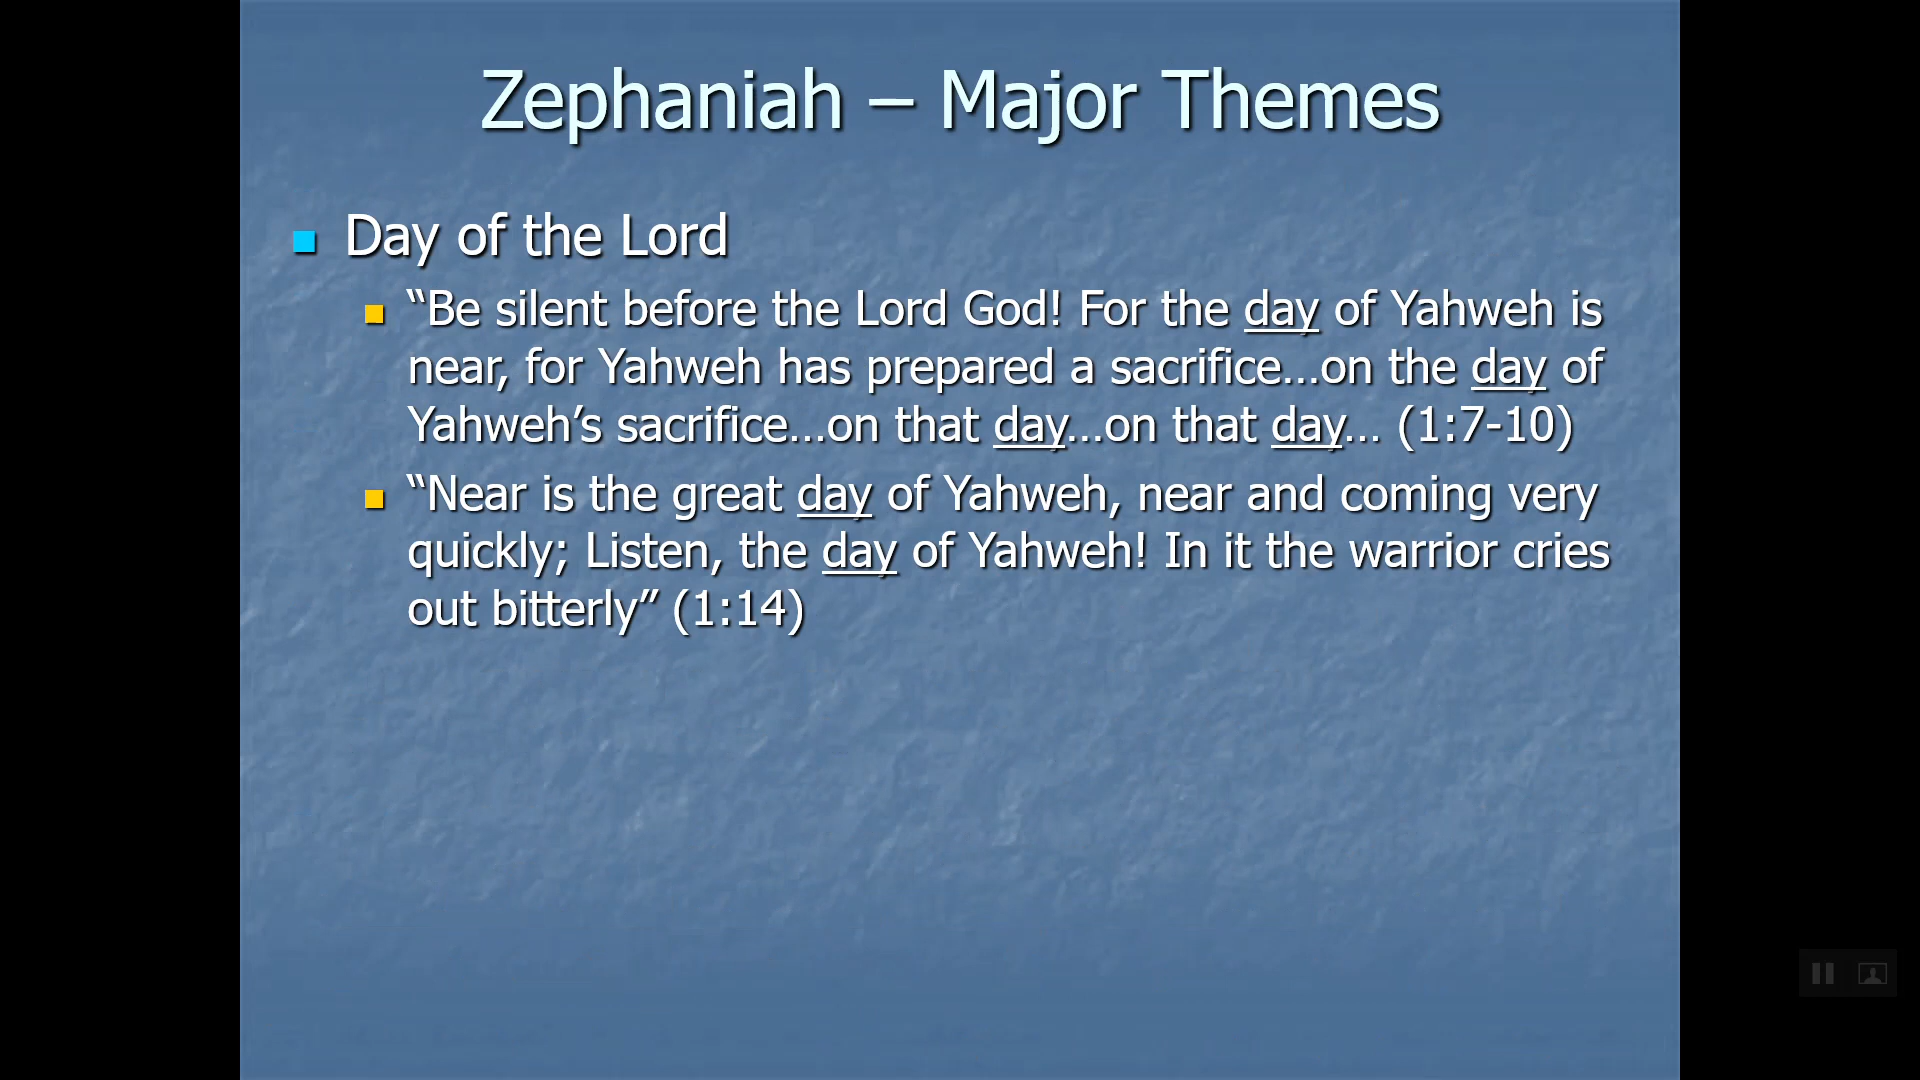 Zephaniah – Major Themes
Day of the Lord
“Be silent before the Lord God! For the day of Yahweh is
near, for Yahweh has prepared a sacrifice…on the day of
Yahweh’s sacrifice…on that day…on that day… (1:7-10)
“Near is the great day of Yahweh, near and coming very
quickly; Listen, the day of Yahweh! In it the warrior cries
out bitterly” (1:14)